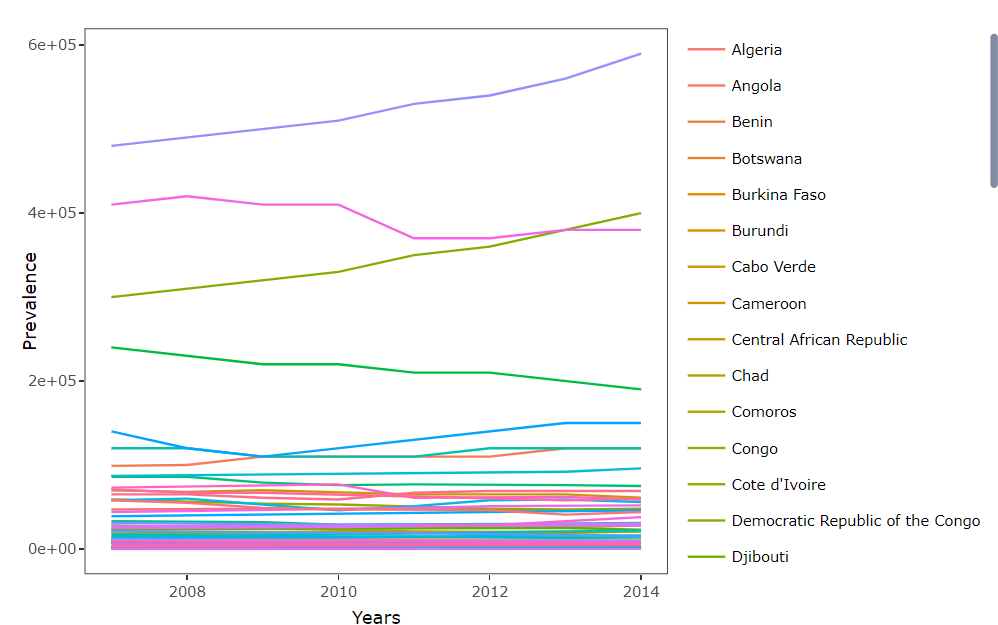 6e+05
4e+05
2e+05
0e+00
Prevalence
2008
2010
2012
2014
Years
Algeria
Angola
Benin
Botswana
Burkina Faso
Burundi
Cabo Verde
Cameroon
Central African Republic
Chad
Comoros
Congo
Cote d'Ivoire
Democratic Republic of the Congo
Djibouti